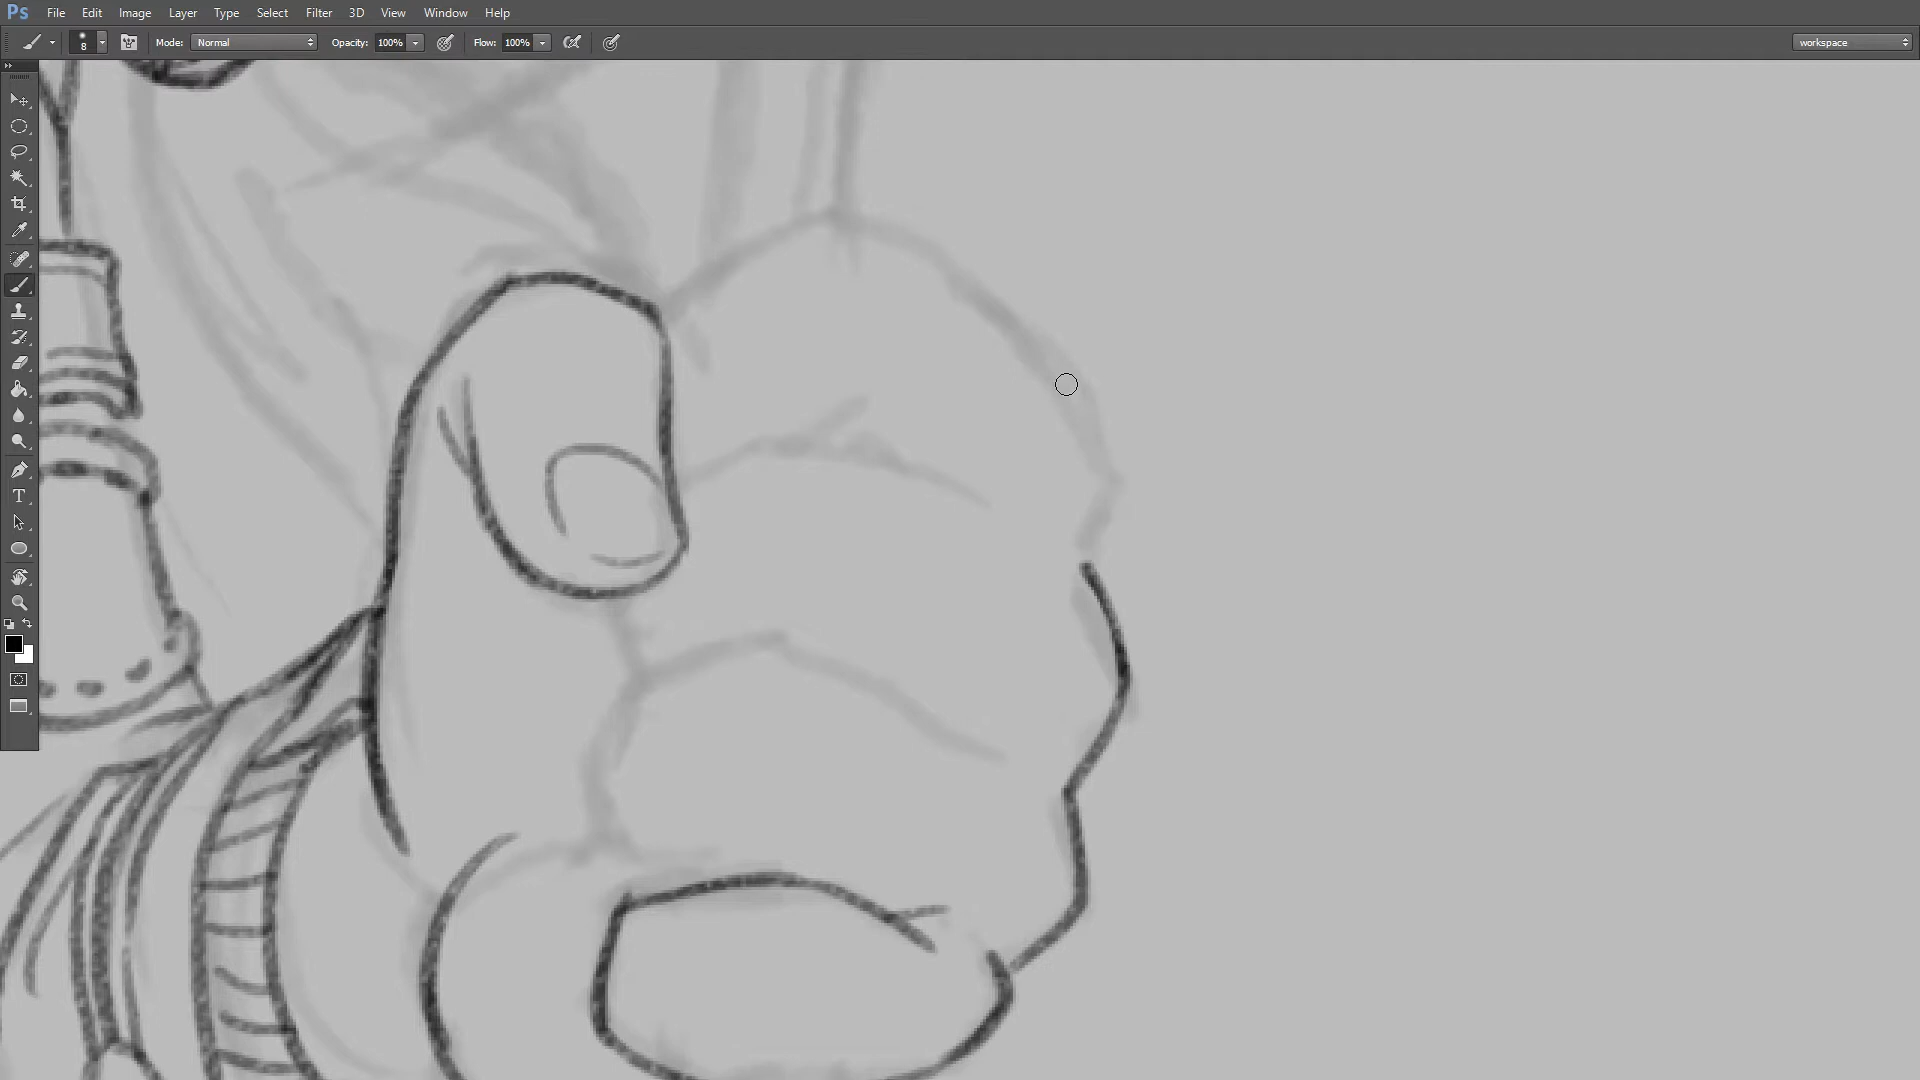 Ps File Edit Image Layer Type Select Filter 3D View Window Help
8 Mode: Normal Opacity: 100% Flow: 100% workspace
T